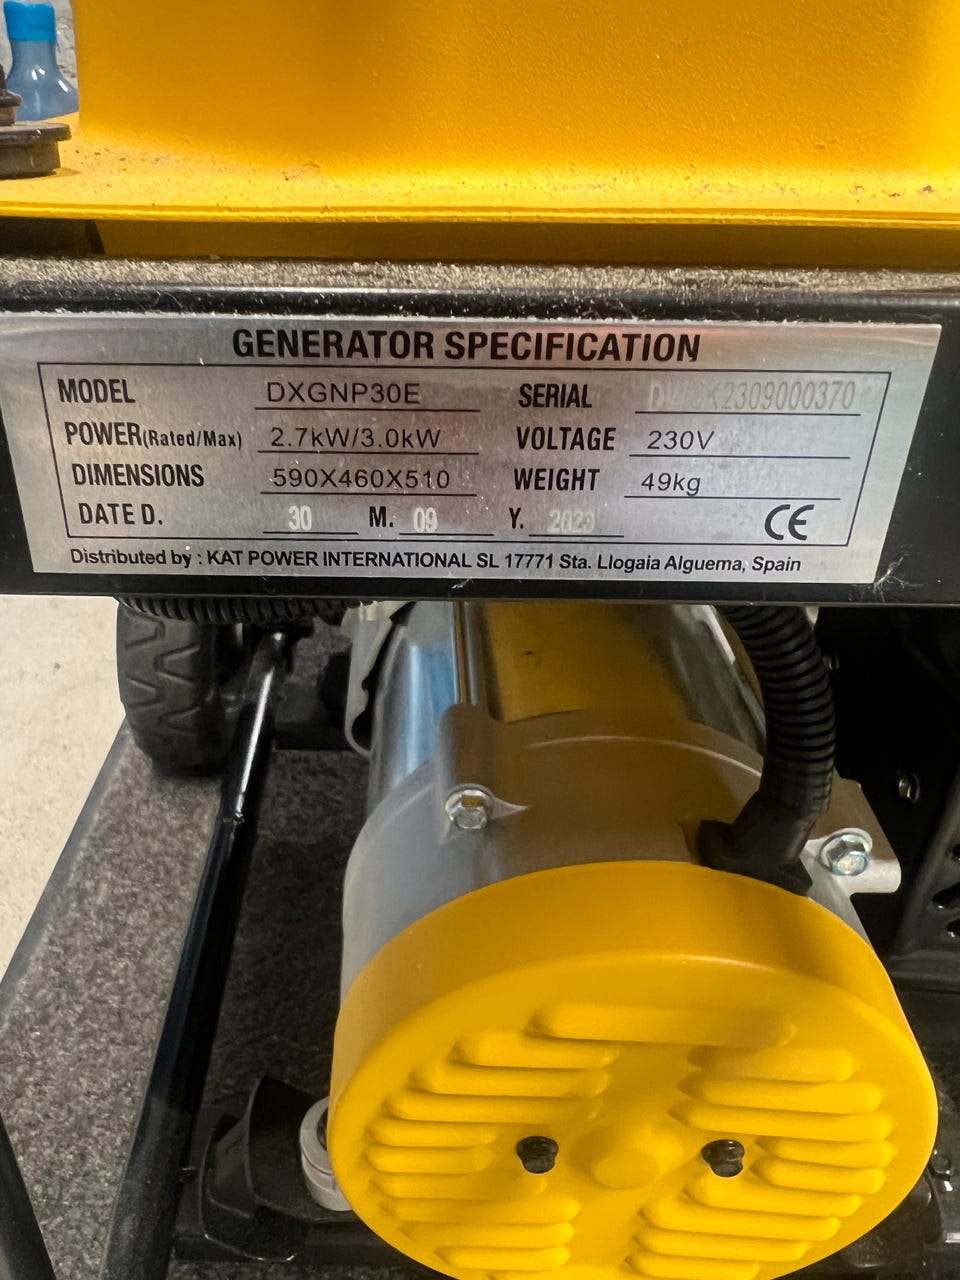 GENERATOR SPECIFICATION
MODEL DXGNP30E SERIAL
POWER(Rated/Max) 2.7kW/3.0kW VOLTAGE 230V
DIMENSIONS 590X460X510 WEIGHT 49kg
DATE D. 30 M. 09 Y. 2023 CE
Distributed by : KAT POWER INTERNATIONAL SL 17771 Sta. Llogaia Alguema, Spain